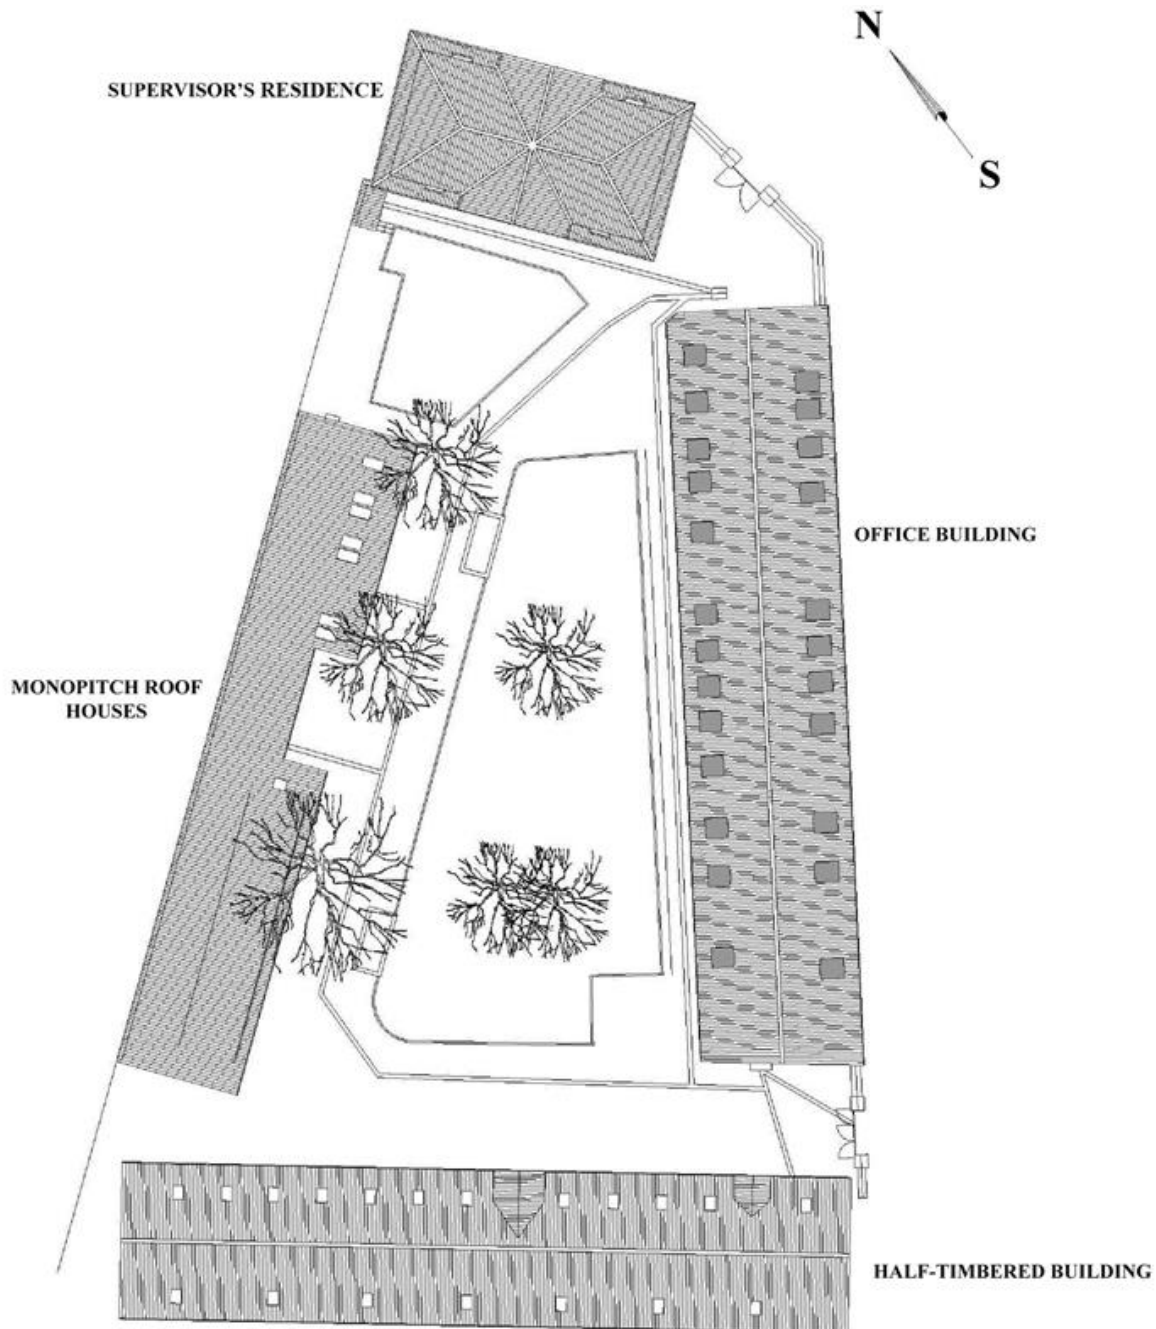 N
SUPERVISOR'S RESIDENCE
S
OFFICE BUILDING
MONOPITCH ROOF
HOUSES
HALF-TIMBERED BUILDING